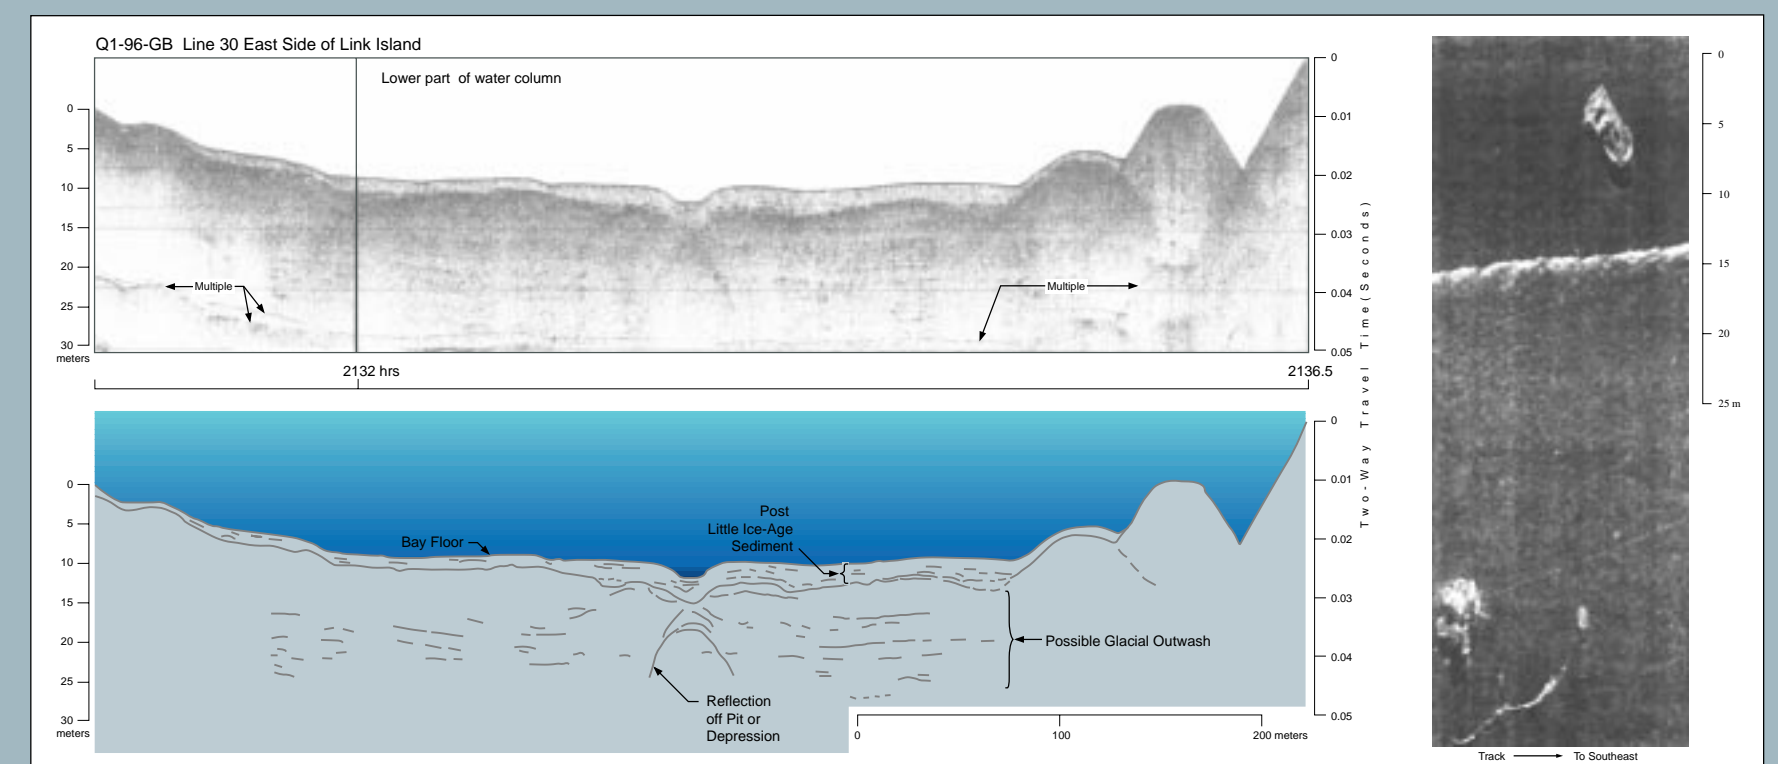 Q1-96-GB Line 30 East Side of Link Island
Lower part of water column
0
5
10
15
20
25
30
meters
Multiple
Multiple
0
0.01
0.02
0.03
0.04
0.05
2132 hrs
2136.5
Two-Way Travel Time(Seconds)
0
5
10
15
20
25
30
meters
Bay Floor
Post
Little Ice-Age
Sediment
Possible Glacial Outwash
Reflection
off Pit or
Depression
0
0.01
0.02
0.03
0.04
0.05
0 100 200 meters
0
5
10
15
20
25 m
Track To Southeast